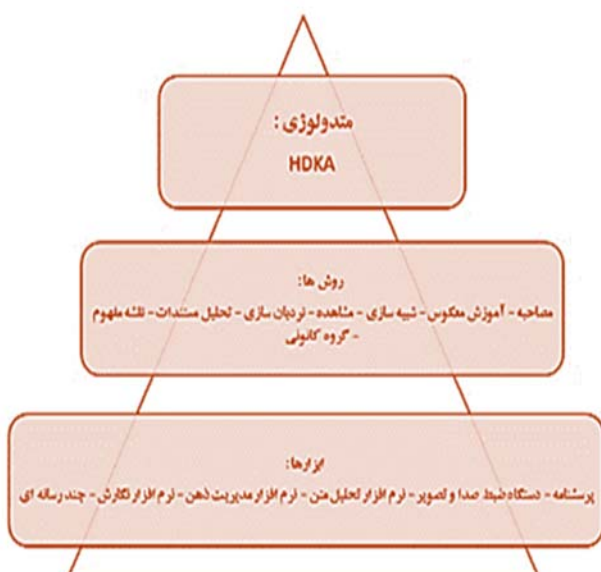 متدولوژی :
HDKA
روش ها:
مصاحبه - آموزش معکوس - شبیه سازی - مشاهده - نردبان سازی - تحلیل مستندات - نقشه مفهوم
- گروه کانونی
ابزارها:
پرسشنامه - دستگاه ضبط صدا و تصویر - نرم افزار تحلیل متن - نرم افزار مدیریت ذهن - نرم افزار نگارش - چند رسانه ای